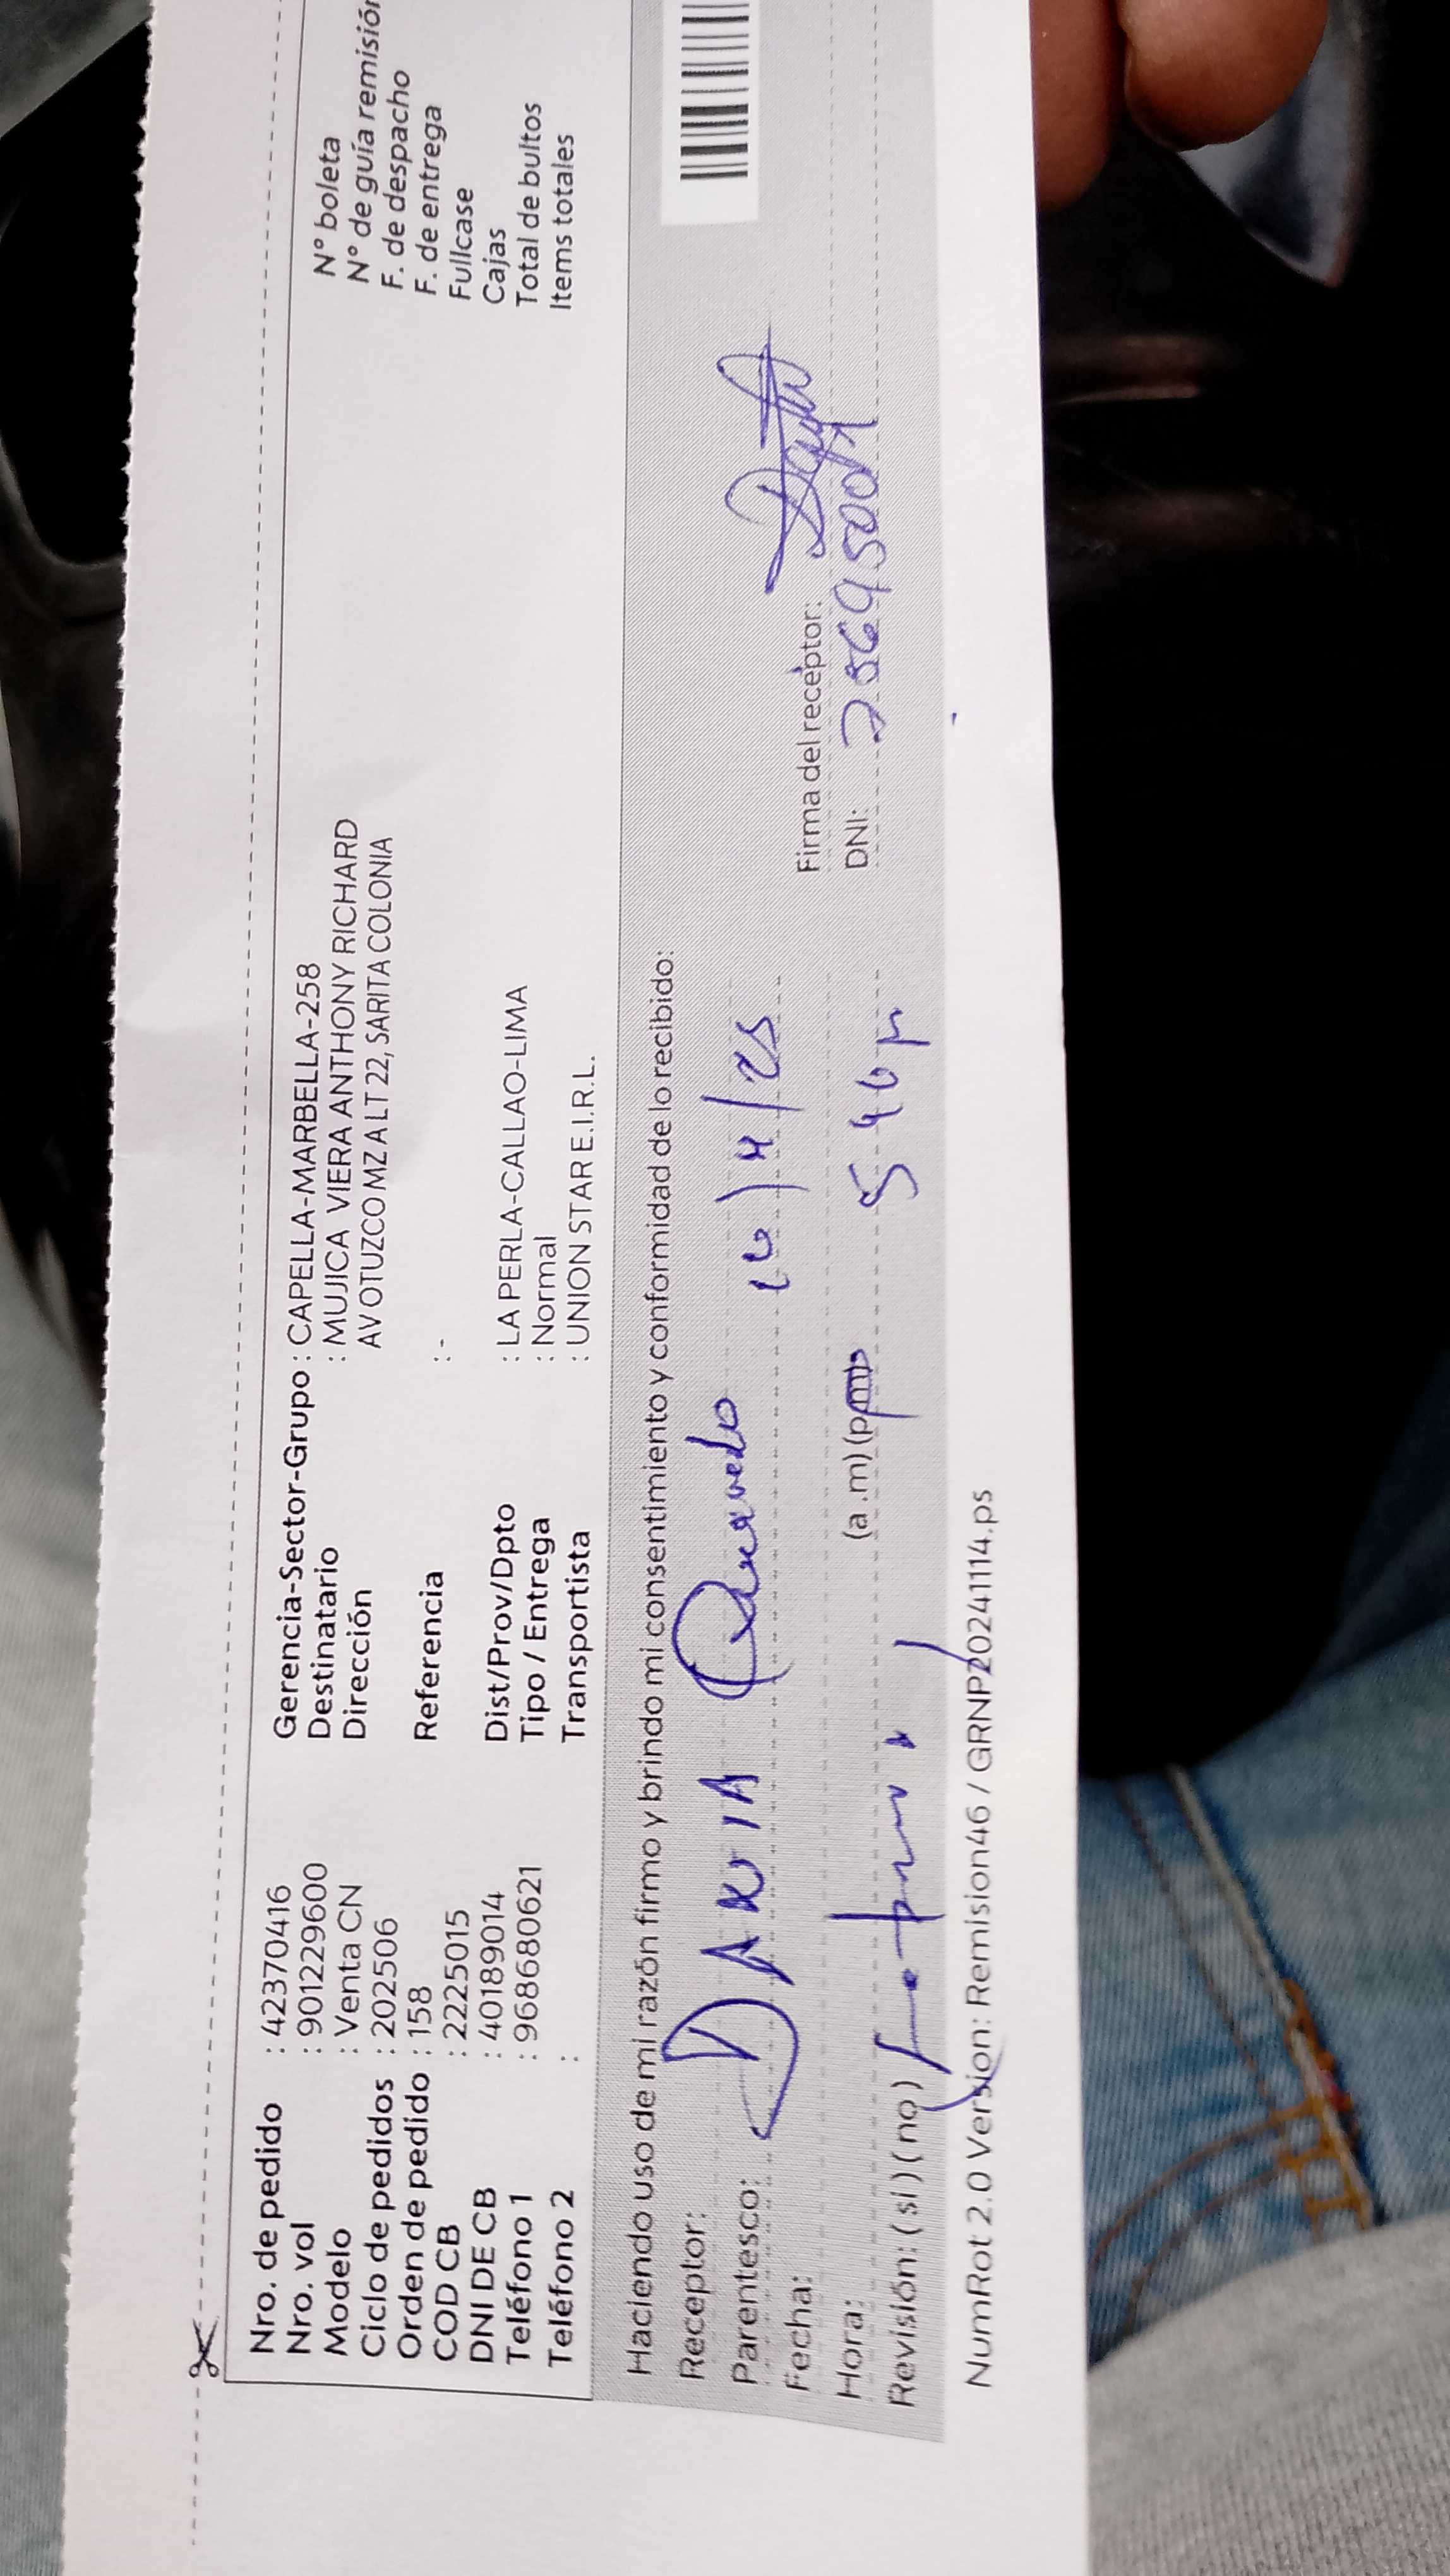 Nro. de pedido : 42370416
Nro. vol : 901229600
Modelo : Venta CN
Ciclo de pedidos : 202506
Orden de pedido : 158
COD CB : 2225015
DNI DE CB : 40189014
Teléfono 1 : 968680621
Teléfono 2 :
Gerencia-Sector-Grupo : CAPELLA-MARBELLA-258
Destinatario : MUJICA VIERA ANTHONY RICHARD
Dirección AV OTUZCO MZ A LT 22, SARITA COLONIA
Referencia : -
Dist/Prov/Dpto : LA PERLA-CALLAO-LIMA
Tipo / Entrega : Normal
Transportista : UNION STAR E.I.R.L.
N° boleta
N° de guía remisión
F. de despacho
F. de entrega
Fullcase
Cajas
Total de bultos
Items totales
Haciendo uso de mi razón firmo y brindo mi consentimiento y conformidad de lo recibido:
Receptor:
Parentesco:
Fecha:
Hora: (a .m) (pm)
Revisión: (si) (no)
Firma del receptor:
DNI:
NumRot 2.0 Version: Remision46 / GRNP20241114.ps